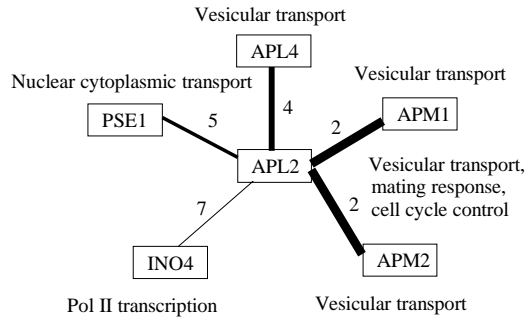 Vesicular transport
APL4
Nuclear cytoplasmic transport
Vesicular transport
PSE1
5
4
2
APM1
APL2
Vesicular transport,
mating response,
cell cycle control
7
2
INO4
APM2
Pol II transcription
Vesicular transport